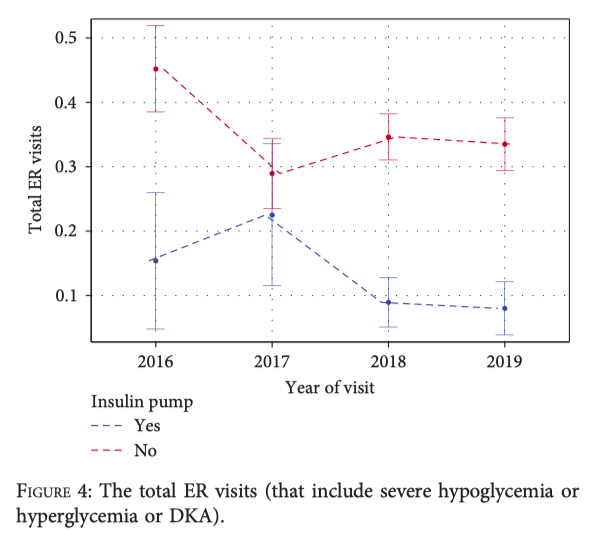 0.5
0.4
0.3
0.2
0.1
Total ER visits
2016 2017 2018 2019
Year of visit
Insulin pump
Yes
No
FIGURE 4: The total ER visits (that include severe hypoglycemia or
hyperglycemia or DKA).